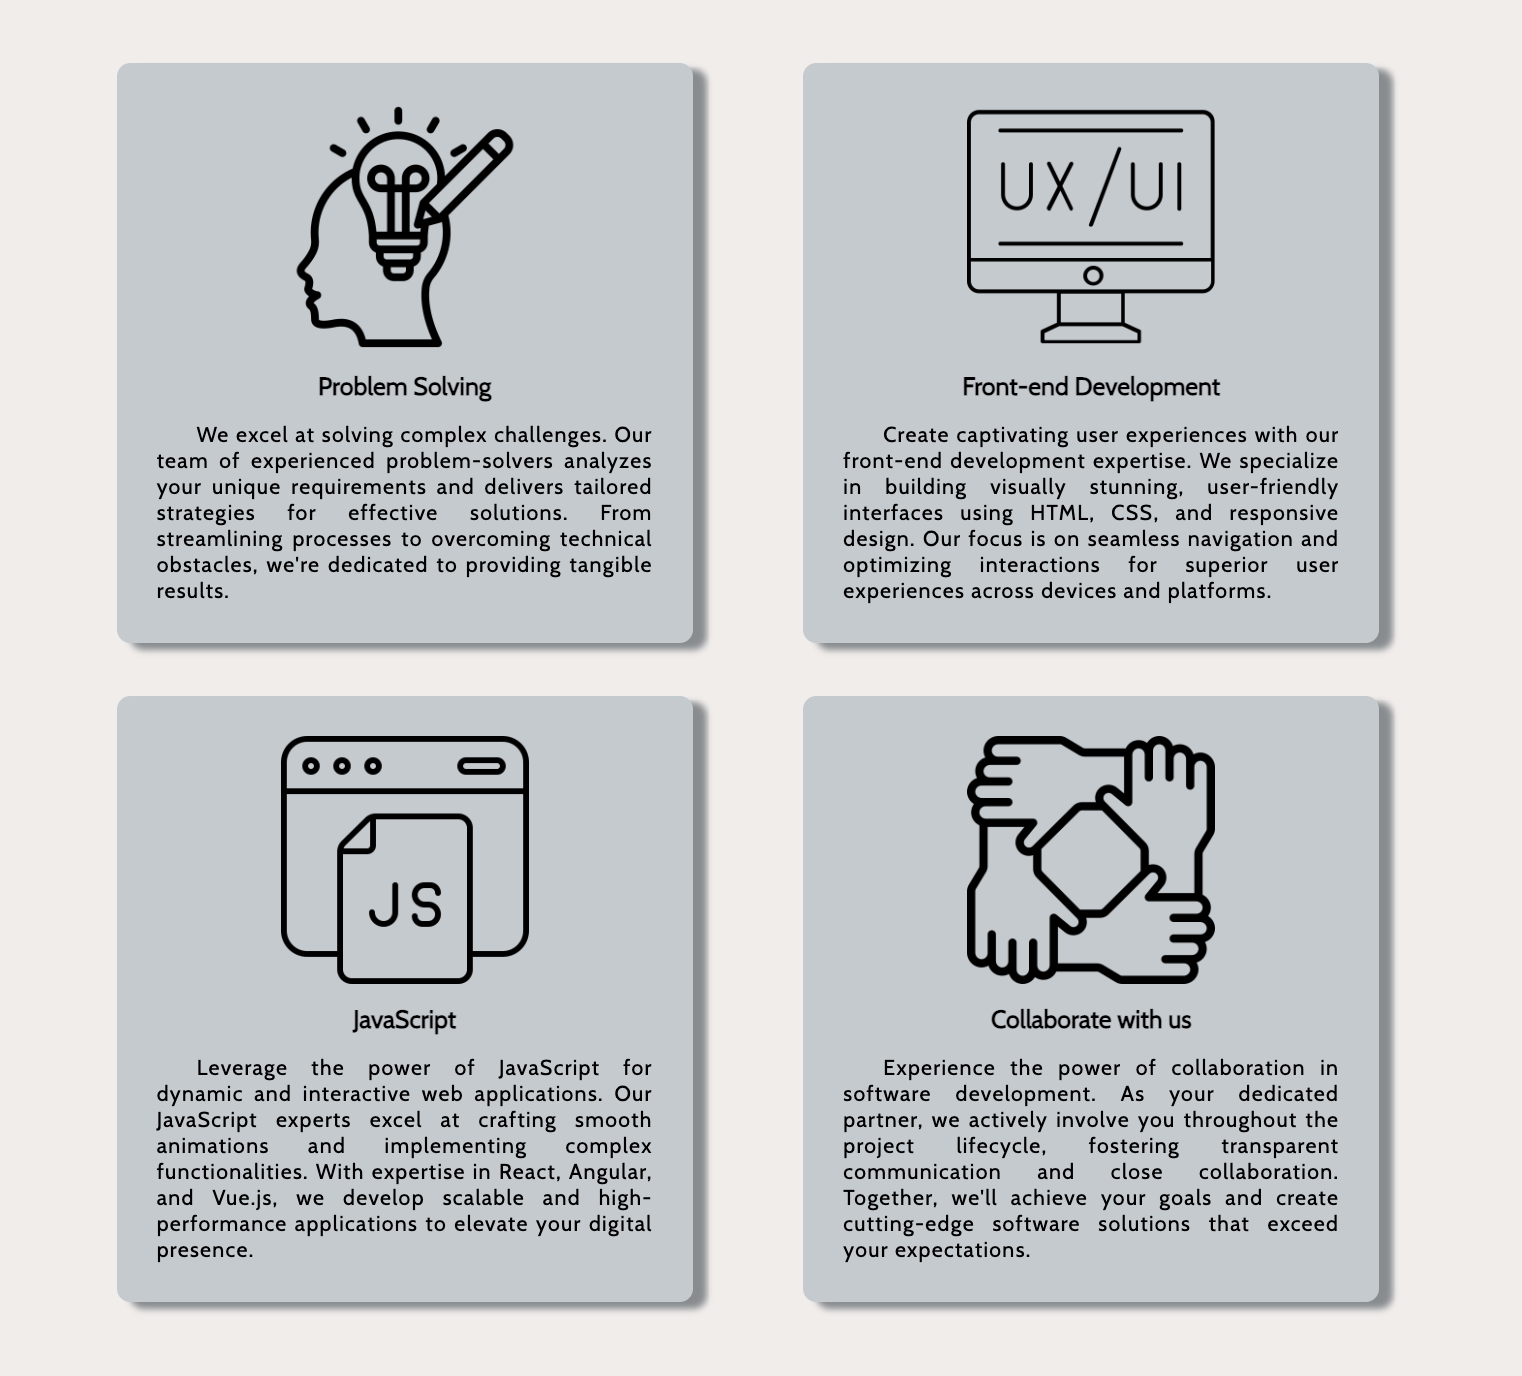 UX/UI
Problem Solving
We excel at solving complex challenges. Our
team of experienced problem-solvers analyzes
your unique requirements and delivers tailored
strategies for effective solutions. From
streamlining processes to overcoming technical
obstacles, we're dedicated to providing tangible
results.
Front-end Development
Create captivating user experiences with our
front-end development expertise. We specialize
in building visually stunning, user-friendly
interfaces using HTML, CSS, and responsive
design. Our focus is on seamless navigation and
optimizing interactions for superior user
experiences across devices and platforms.
JS
JavaScript
Leverage the power of JavaScript for
dynamic and interactive web applications. Our
JavaScript experts excel at crafting smooth
animations and implementing complex
functionalities. With expertise in React, Angular,
and Vue.js, we develop scalable and high-
performance applications to elevate your digital
presence.
Collaborate with us
Experience the power of collaboration in
software development. As your dedicated
partner, we actively involve you throughout the
project lifecycle, fostering transparent
communication and close collaboration.
Together, we'll achieve your goals and create
cutting-edge software solutions that exceed
your expectations.